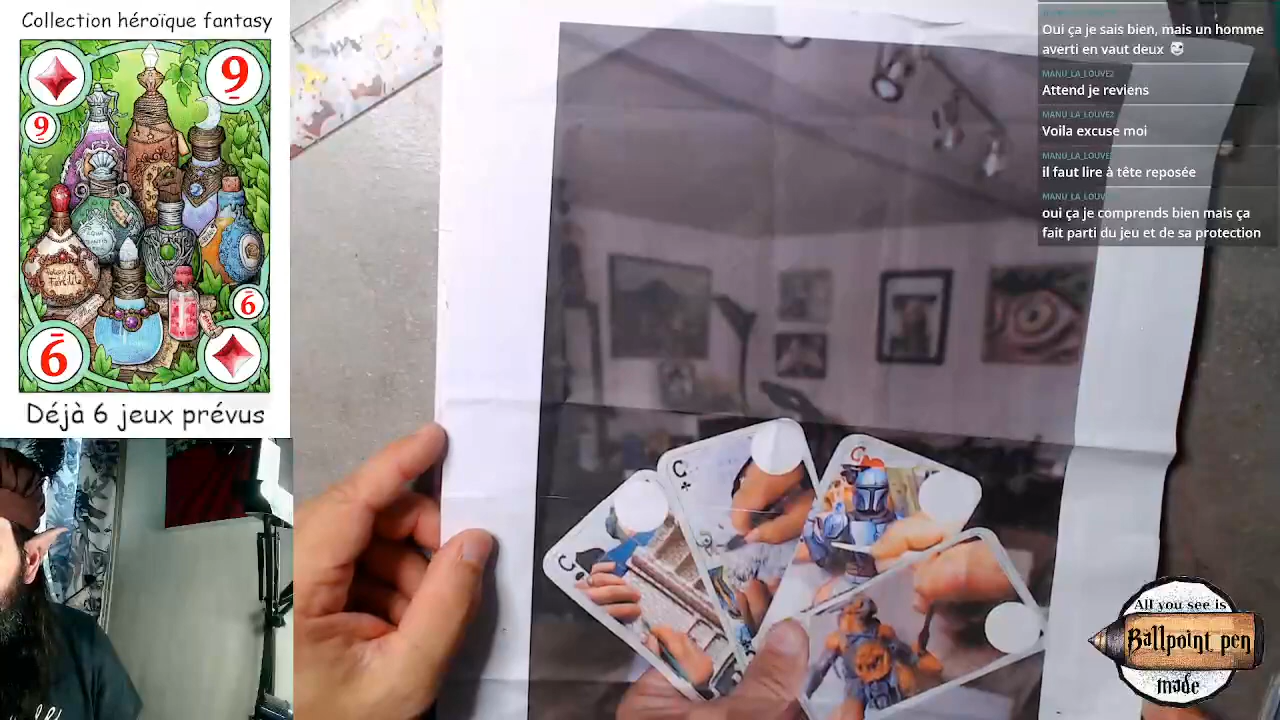 Collection héroïque fantasy
9
9
6
6
Déjà 6 jeux prévus
Oui ça je sais bien, mais un homme
averti en vaut deux
MANU_LA_LOUVE2
Attend je reviens
MANU_LA_LOUVE2
Voila excuse moi
MANU_LA_LOUVE
il faut lire à tête reposée
MANU_LA_LOUV
oui ça je comprends bien mais ça
fait parti du jeu et de sa protection
C
C
C
All you see is
Ballpoint pen
made